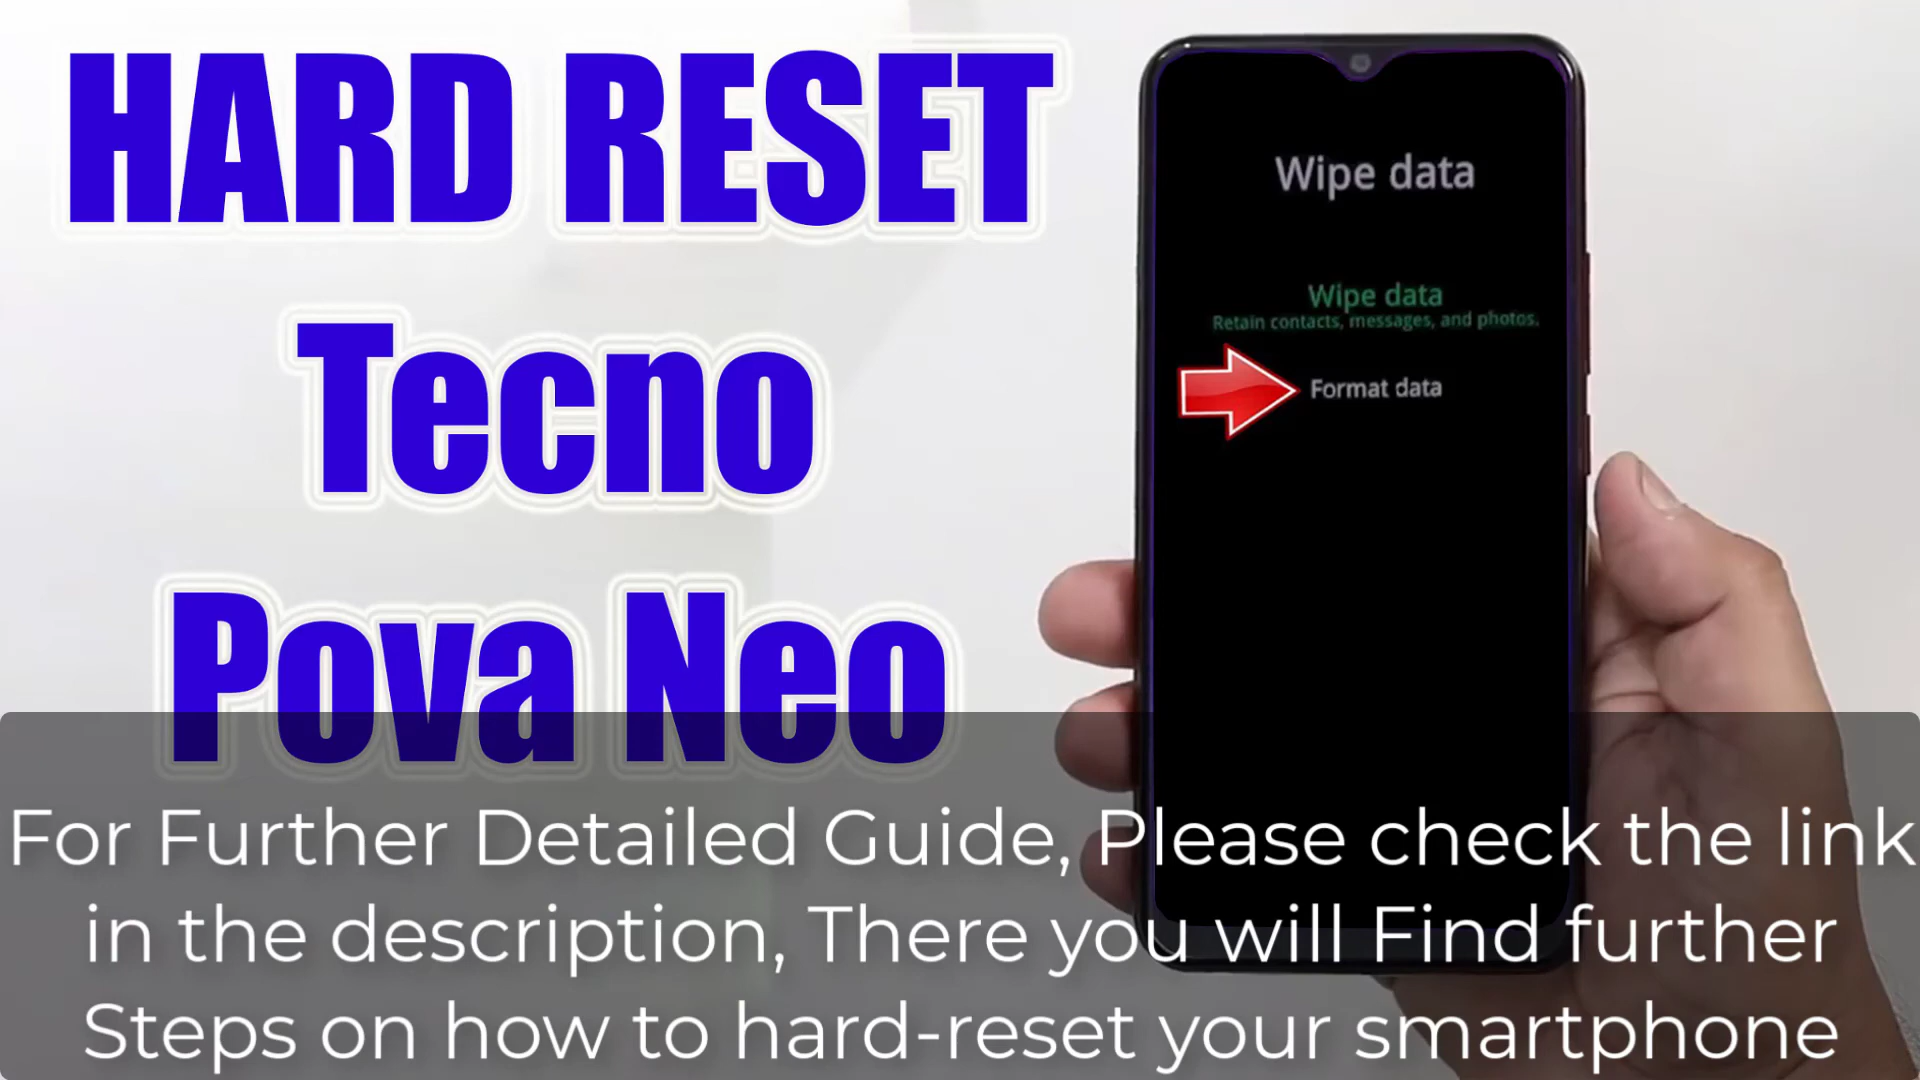 HARD RESET
Tecno
Pova Neo
Wipe data
Wipe data
Retain contacts, messages, and photos.
Format data
For Further Detailed Guide, Please check the link
in the description, There you will Find further
Steps on how to hard-reset your smartphone